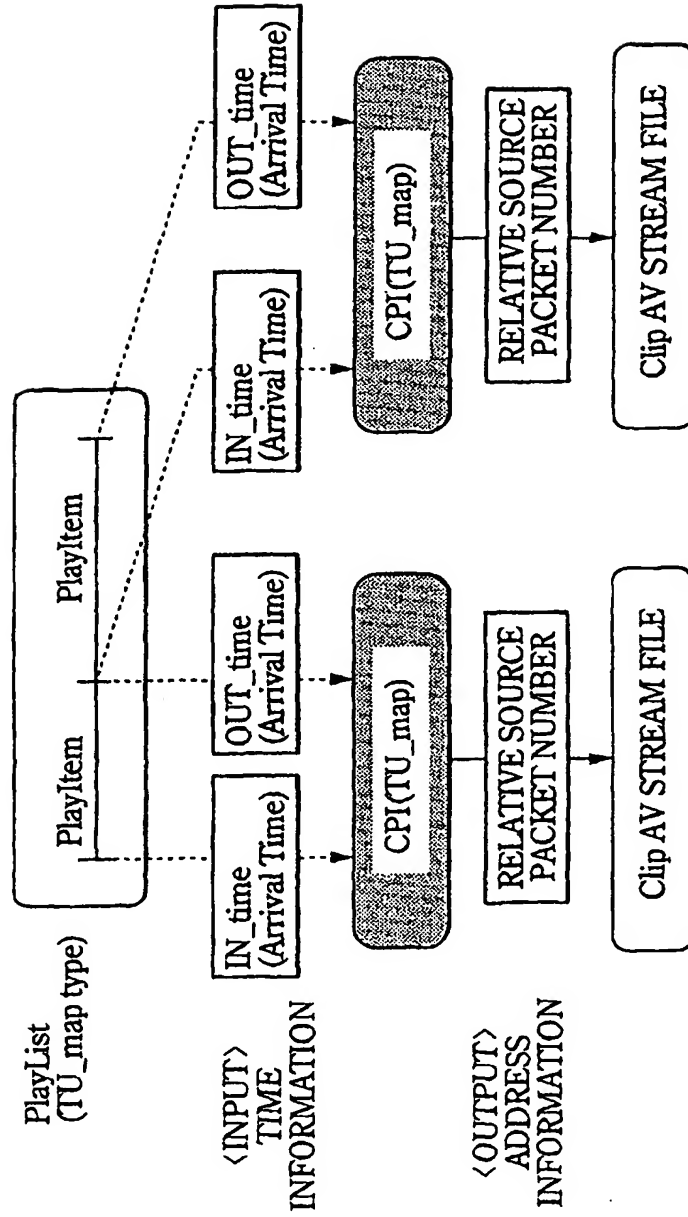 PlayList
(TU_map type)
PlayItem
PlayItem
<INPUT>
TIME
INFORMATION
IN_time
(Arrival Time)
OUT_time
(Arrival Time)
IN_time
(Arrival Time)
OUT_time
(Arrival Time)
CPI(TU_map)
CPI(TU_map)
<OUTPUT>
ADDRESS
INFORMATION
RELATIVE SOURCE
PACKET NUMBER
RELATIVE SOURCE
PACKET NUMBER
Clip AV STREAM FILE
Clip AV STREAM FILE